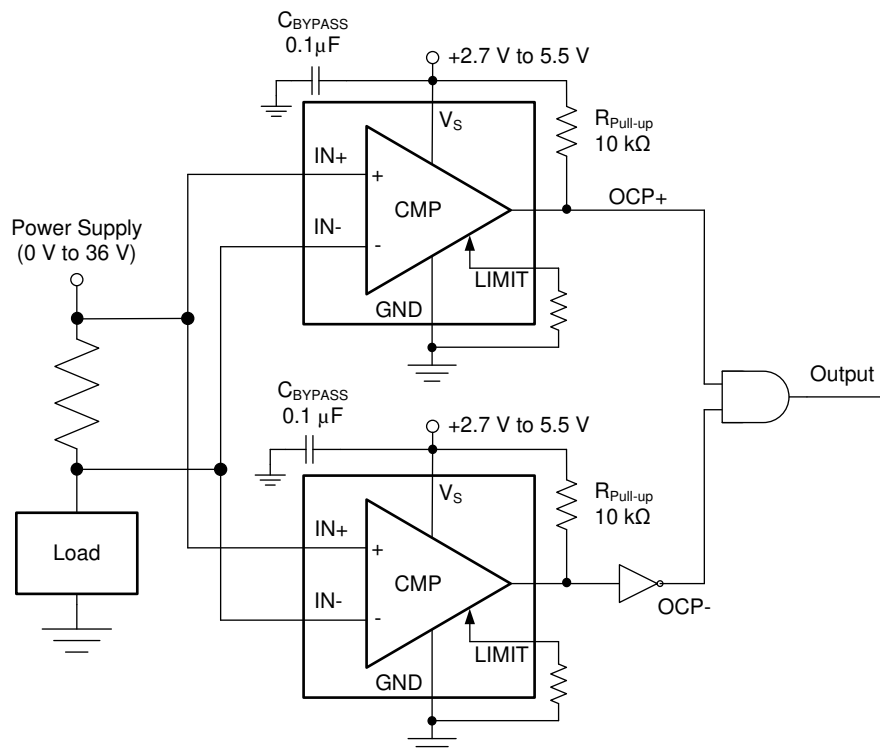 C_BYPASS
0.1μF
+2.7 V to 5.5 V
V_S
R_Pull-up
10 kΩ
IN+
+
CMP
OCP+
IN-
-
LIMIT
GND
Power Supply
(0 V to 36 V)
C_BYPASS
0.1 μF
+2.7 V to 5.5 V
Output
V_S
R_Pull-up
10 kΩ
IN+
+
Load
CMP
IN-
-
OCP-
LIMIT
GND